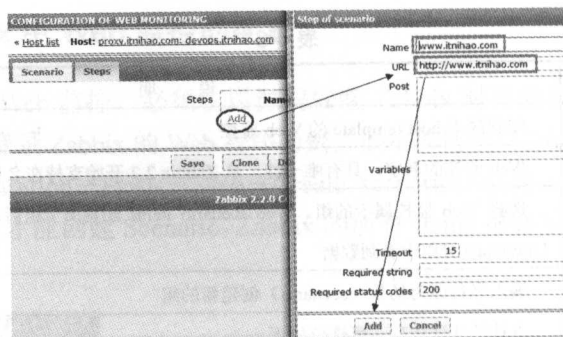 CONFIGURATION OF WEB MONITORING
« Host list Host: proxy.itnihao.com: devops.itnihao.com
Scenario Steps
Steps Nam
Add
Save Clone D
Zabbix 2.2.0 C
Step of scenario
Name www.itnihao.com
URL http://www.itnihao.com
Post
Variables
Timeout 15
Required string
Required status codes 200
Add Cancel